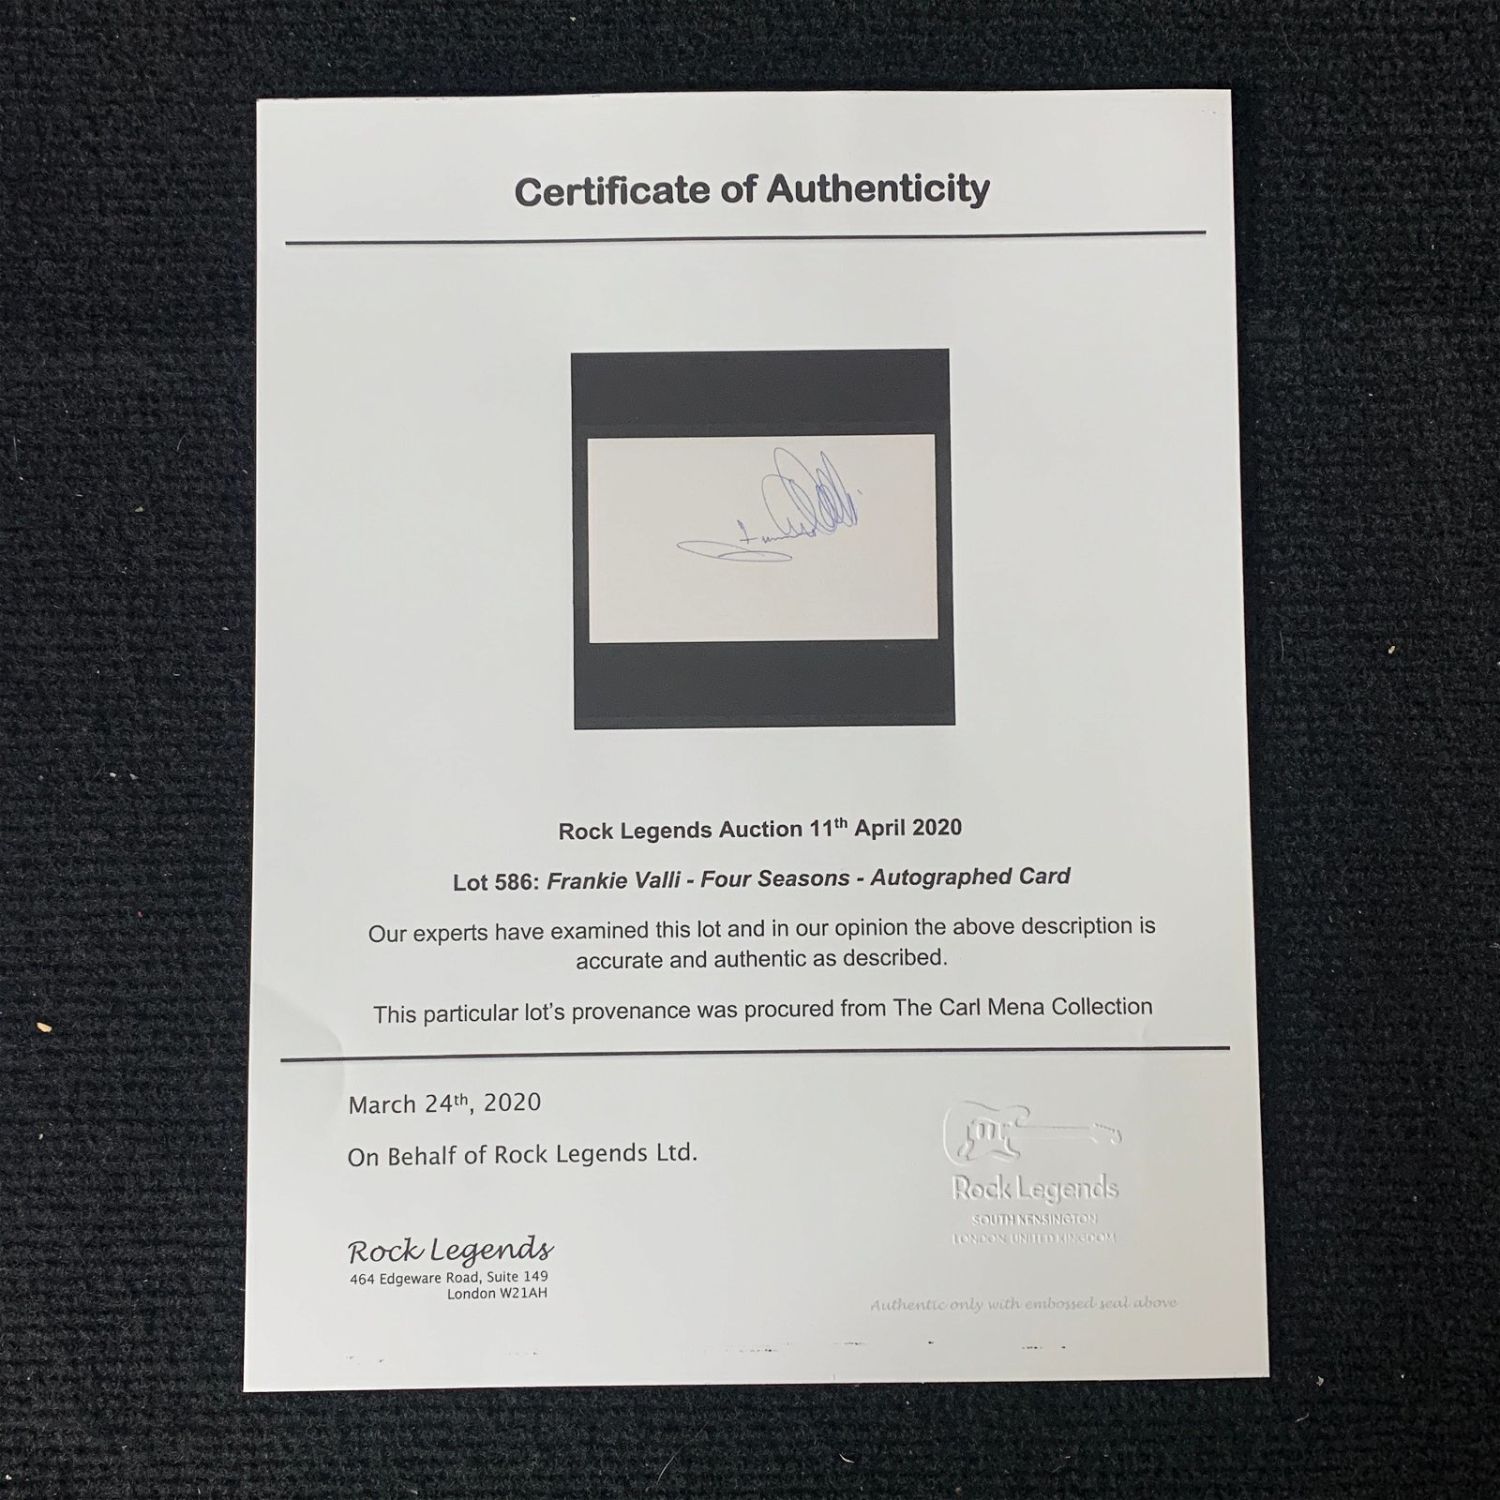 Certificate of Authenticity
Rock Legends Auction 11th April 2020
Lot 586: Frankie Valli - Four Seasons - Autographed Card
Our experts have examined this lot and in our opinion the above description is
accurate and authentic as described.
This particular lot's provenance was procured from The Carl Mena Collection
March 24th, 2020
On Behalf of Rock Legends Ltd.
Rock Legends
464 Edgeware Road, Suite 149
London W21AH
Rock Legends
SOUTH KENSINGTON
LONDON UNITED KINGDOM
Authentic only with embossed seal above